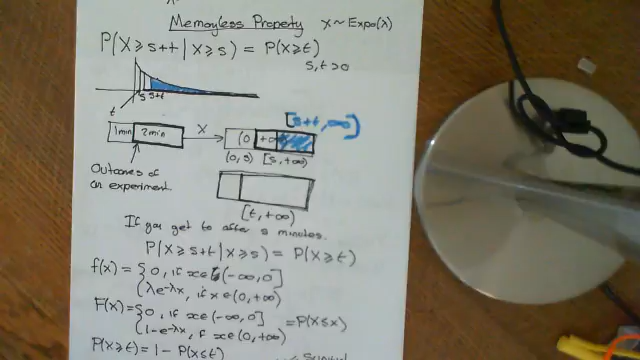 Memoryless Property X ~ Expo(λ)
P(X ≥ s+t | X ≥ s) = P(X ≥ t)
s, t > 0
t s s+t
[s+t, ∞)
1min 2min X (0 +∞
(0, s) [s, +∞)
Outcomes of
an experiment
[t, +∞)
If you get to after s minutes.
P(X ≥ s+t | X ≥ s) = P(X ≥ t)
f(x) = { 0, if x ∈ (-∞, 0]
λe^-λx, if x ∈ (0, +∞)
F(x) = { 0, if x ∈ (-∞, 0] = P(X ≤ x)
1-e^-λx, if x ∈ (0, +∞)
P(X ≥ t) = 1 - P(X ≤ t)